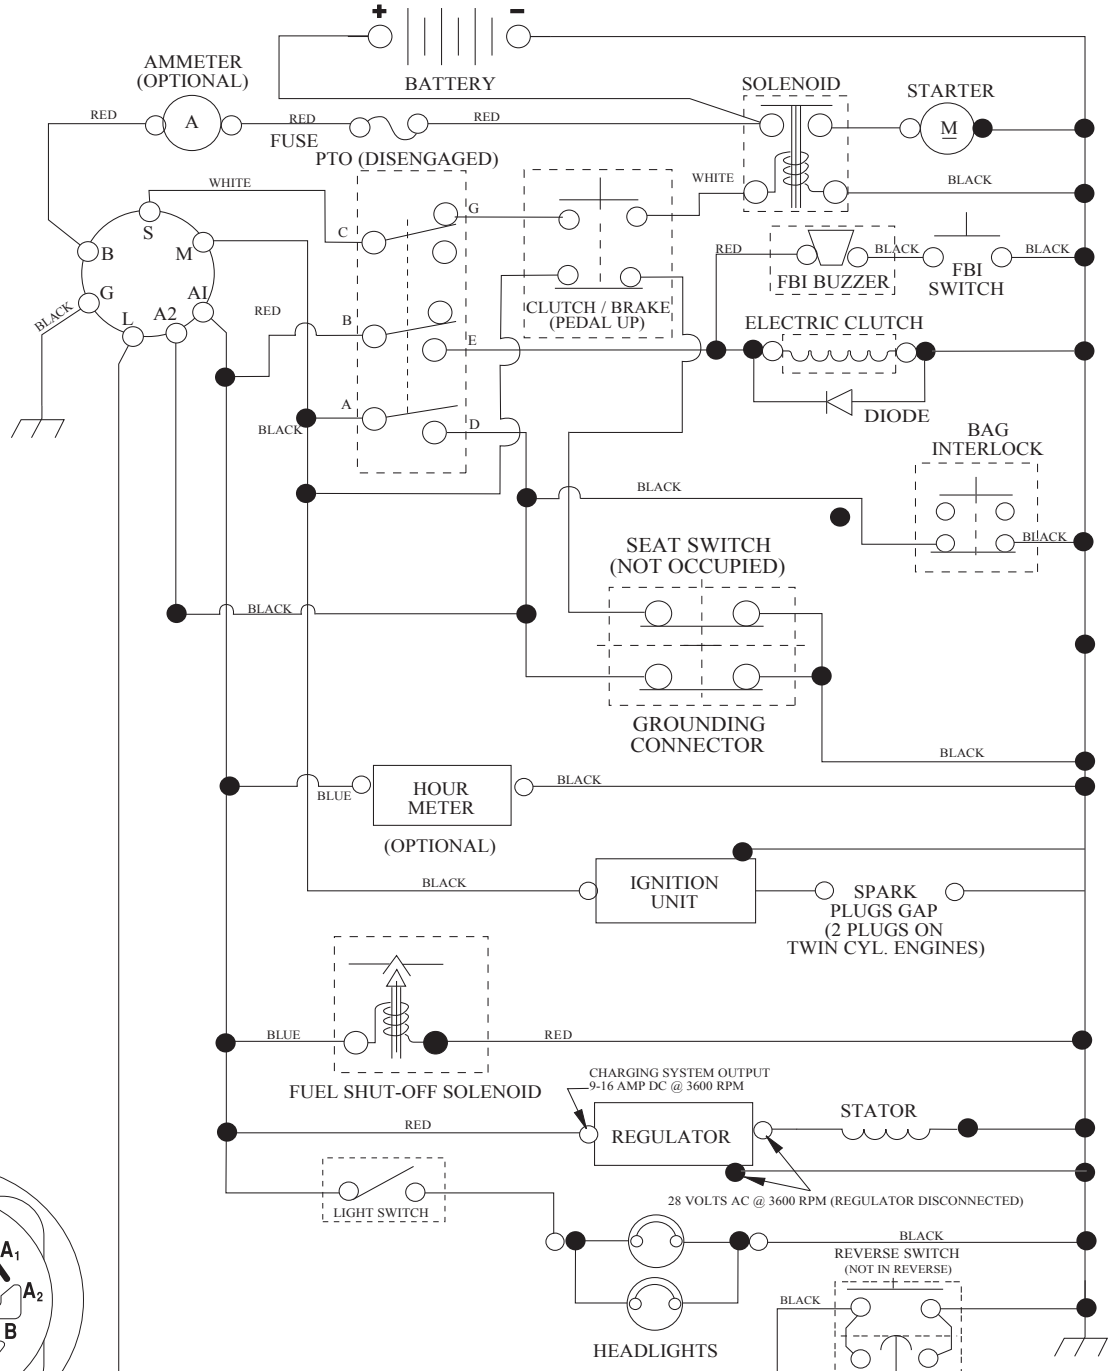 + -
BATTERY
AMMETER
(OPTIONAL)
RED
A
RED
FUSE
RED
PTO (DISENGAGED)
SOLENOID
STARTER
M
WHITE
WHITE
BLACK
S
B
M
G
A1
L
A2
BLACK
RED
C
G
B
E
A
D
BLACK
CLUTCH / BRAKE
(PEDAL UP)
RED
BLACK
BLACK
FBI BUZZER
FBI
SWITCH
ELECTRIC CLUTCH
DIODE
BAG
INTERLOCK
BLACK
BLACK
SEAT SWITCH
(NOT OCCUPIED)
BLACK
GROUNDING
CONNECTOR
BLACK
BLUE
HOUR
METER
BLACK
(OPTIONAL)
BLACK
IGNITION
UNIT
SPARK
PLUGS GAP
(2 PLUGS ON
TWIN CYL. ENGINES)
BLUE
RED
FUEL SHUT-OFF SOLENOID
CHARGING SYSTEM OUTPUT
9-16 AMP DC @ 3600 RPM
RED
REGULATOR
STATOR
28 VOLTS AC @ 3600 RPM (REGULATOR DISCONNECTED)
LIGHT SWITCH
BLACK
REVERSE SWITCH
(NOT IN REVERSE)
BLACK
HEADLIGHTS
A1
A2
B